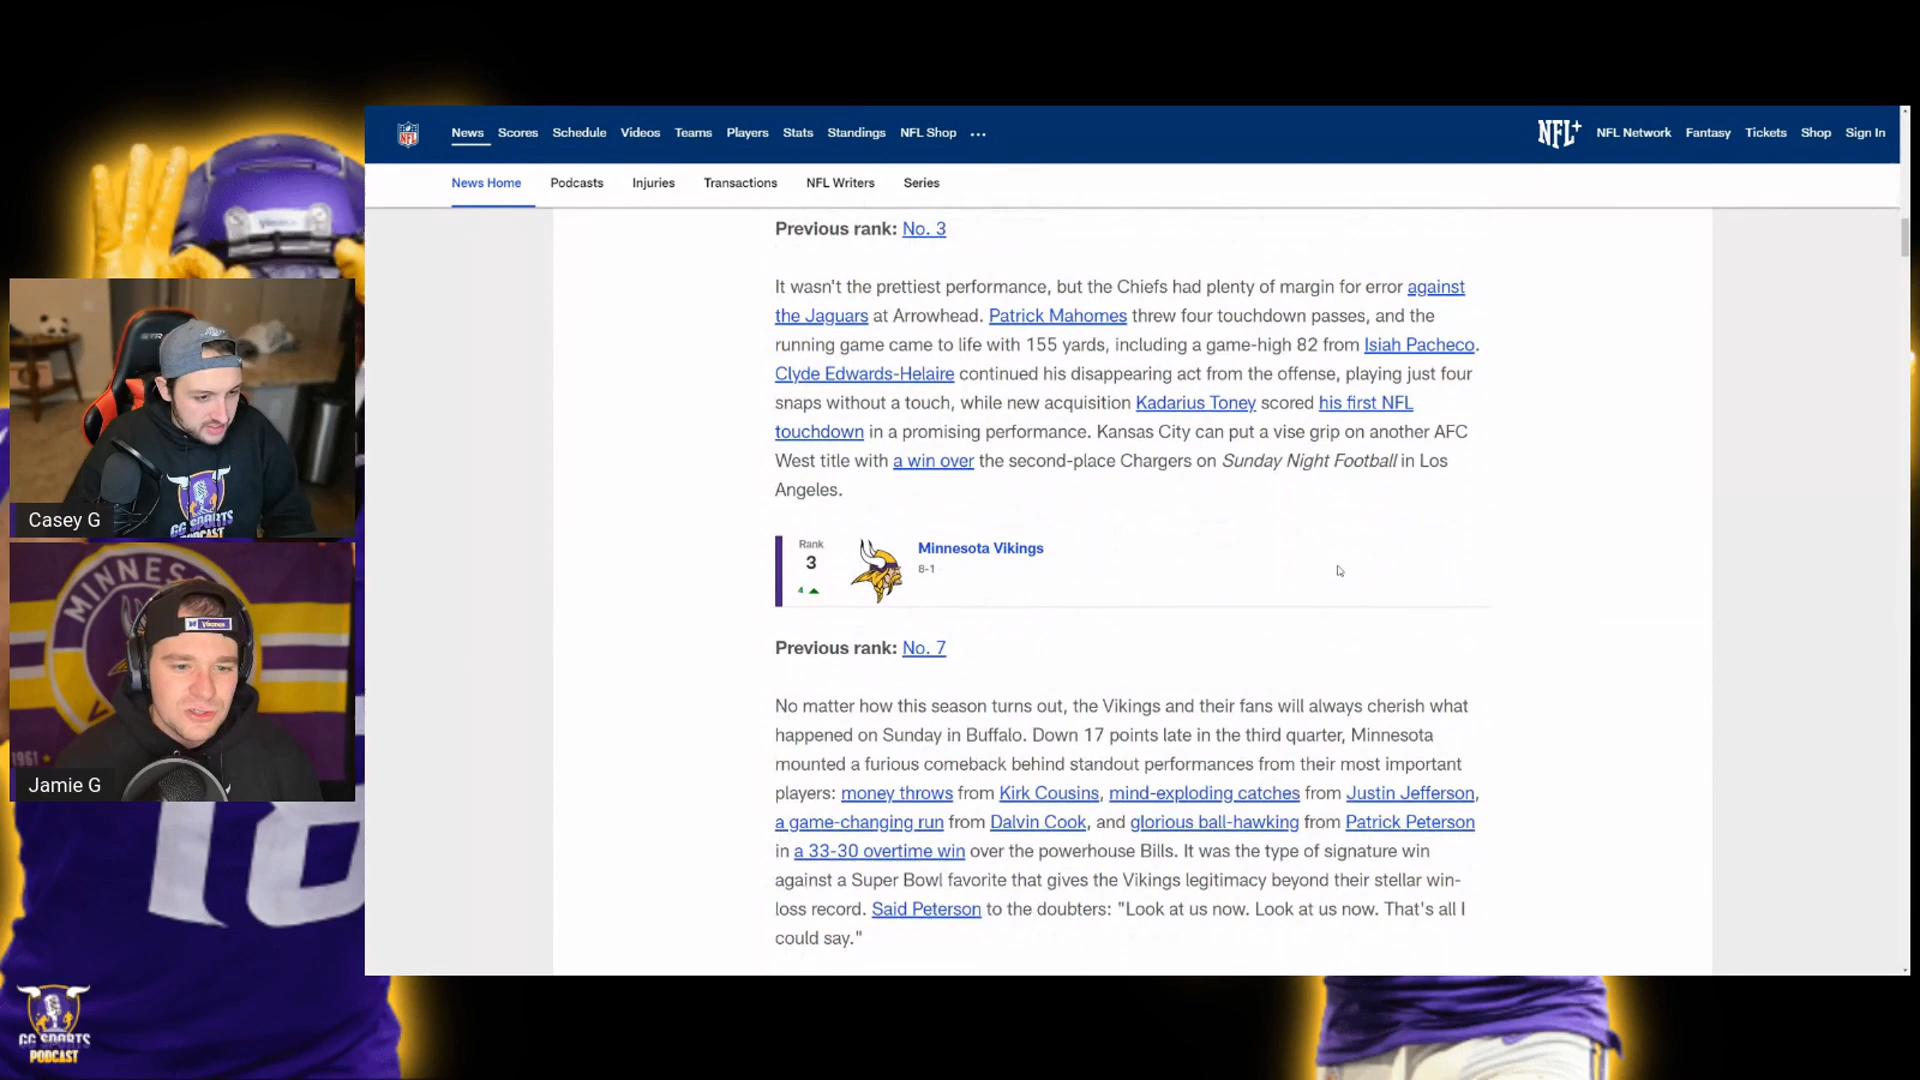 NFL
News Scores Schedule Videos Teams Players Stats Standings NFL Shop ...
NFL+ NFL Network Fantasy Tickets Shop Sign In
News Home Podcasts Injuries Transactions NFL Writers Series
Previous rank: No. 3
It wasn't the prettiest performance, but the Chiefs had plenty of margin for error against
the Jaguars at Arrowhead. Patrick Mahomes threw four touchdown passes, and the
running game came to life with 155 yards, including a game-high 82 from Isiah Pacheco.
Clyde Edwards-Helaire continued his disappearing act from the offense, playing just four
snaps without a touch, while new acquisition Kadarius Toney scored his first NFL
touchdown in a promising performance. Kansas City can put a vise grip on another AFC
West title with a win over the second-place Chargers on Sunday Night Football in Los
Angeles.
Rank
3
4
Minnesota Vikings
8-1
Previous rank: No. 7
No matter how this season turns out, the Vikings and their fans will always cherish what
happened on Sunday in Buffalo. Down 17 points late in the third quarter, Minnesota
mounted a furious comeback behind standout performances from their most important
players: money throws from Kirk Cousins, mind-exploding catches from Justin Jefferson,
a game-changing run from Dalvin Cook, and glorious ball-hawking from Patrick Peterson
in a 33-30 overtime win over the powerhouse Bills. It was the type of signature win
against a Super Bowl favorite that gives the Vikings legitimacy beyond their stellar win-
loss record. Said Peterson to the doubters: "Look at us now. Look at us now. That's all I
could say."
GTR
GG SPORTS
PODCAST
Casey G
MINNES
Vikings
1961
Jamie G
18
GG SPORTS
PODCAST